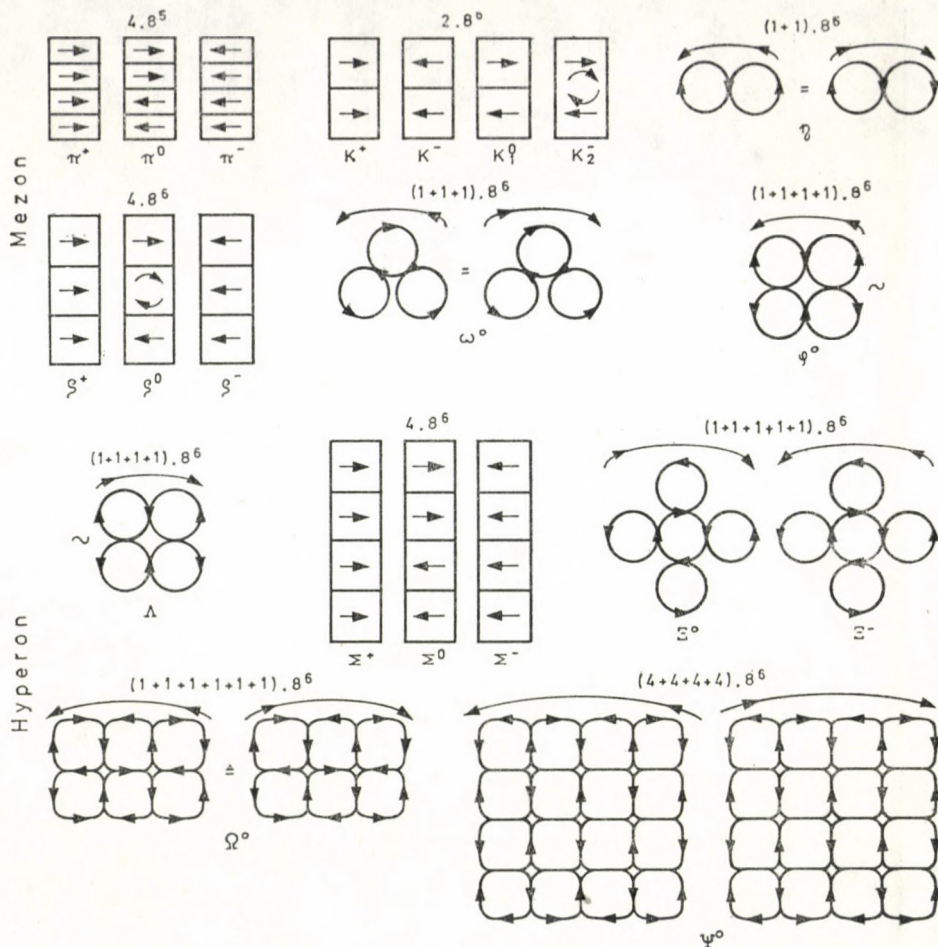 4.8⁵
π⁺ π⁰ π⁻
2.8⁶
K⁺ K⁻ K₁⁰ K₂⁻
(1+1).8⁶
=
η
Mezon
4.8⁶
ϱ⁺ ϱ⁰ ϱ⁻
(1+1+1).8⁶
=
ω⁰
(1+1+1+1).8⁶
~
φ⁰
Hyperon
(1+1+1+1).8⁶
~
Λ
4.8⁶
Σ⁺ Σ⁰ Σ⁻
(1+1+1+1+1).8⁶
Ξ⁰ Ξ⁻
(1+1+1+1+1+1).8⁶
≐
Ω⁰
(4+4+4+4).8⁶
Ψ⁰